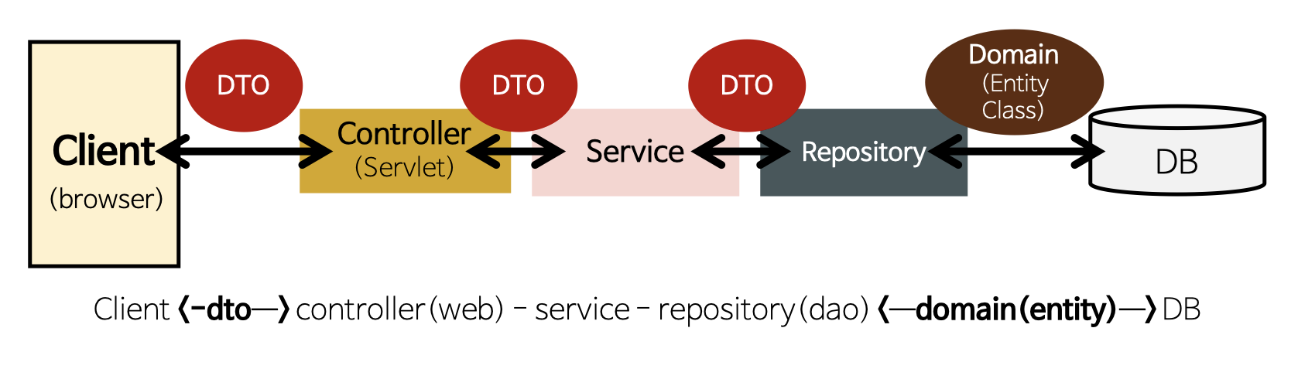 DTO
DTO
DTO
Domain
(Entity
Class)
Client
(browser)
Controller
(Servlet)
Service
Repository
DB
Client <-dto—> controller(web) - service - repository(dao) <—domain(entity)—> DB